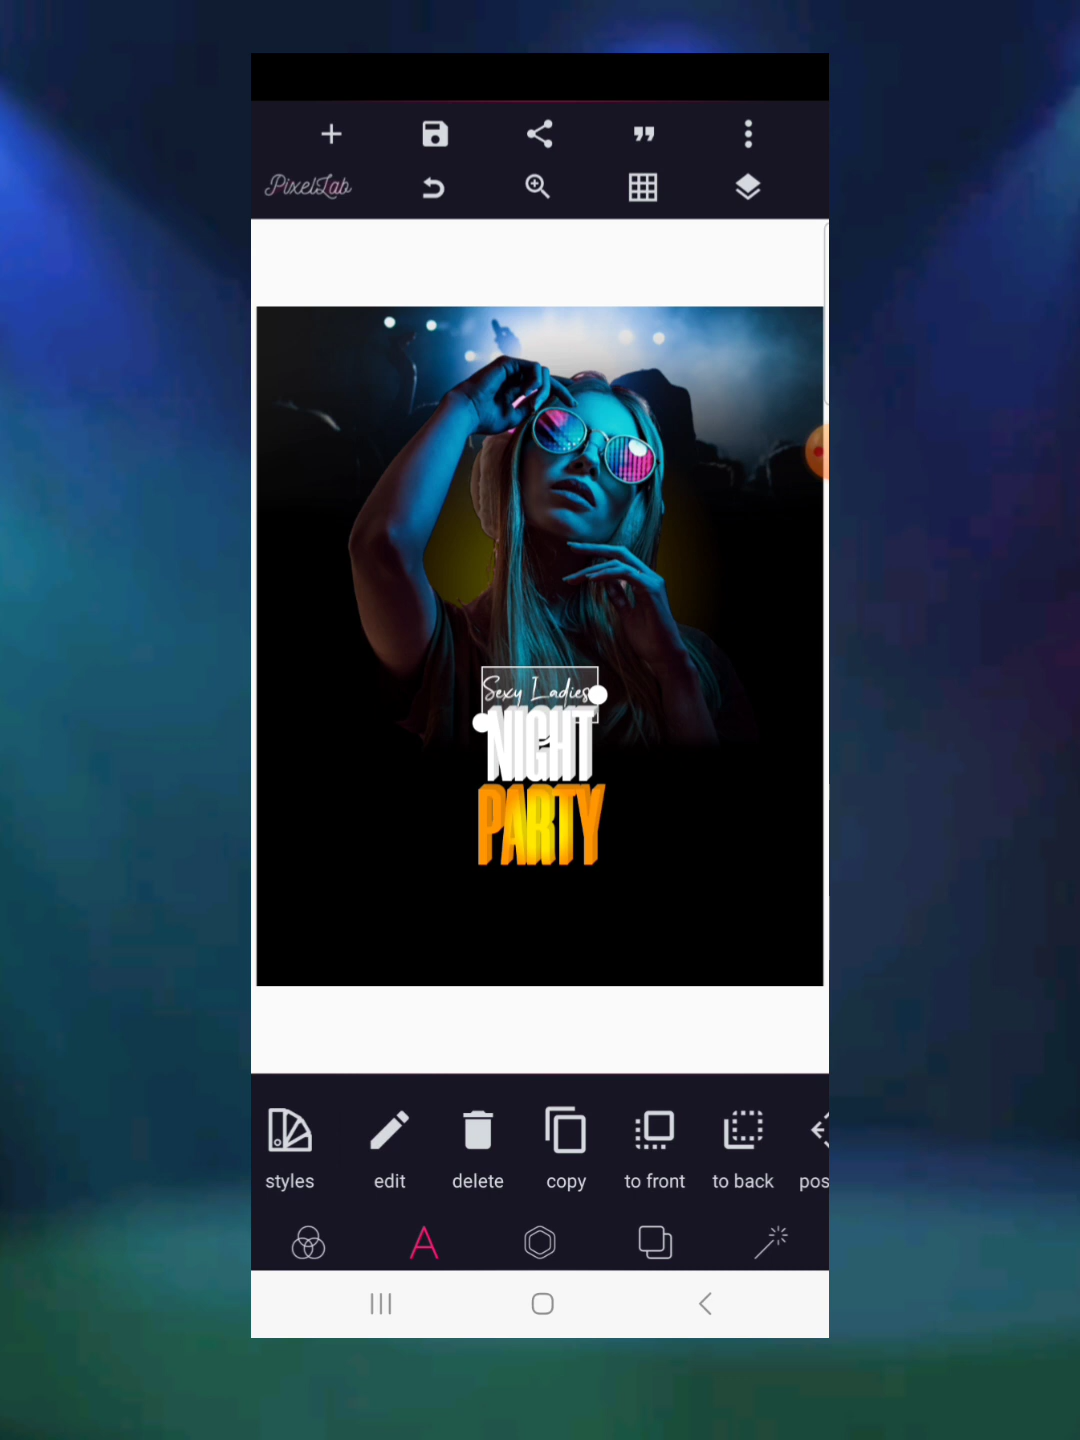 PixelLab
Sexy Ladies
NIGHT
PARTY
styles edit delete copy to front to back pos